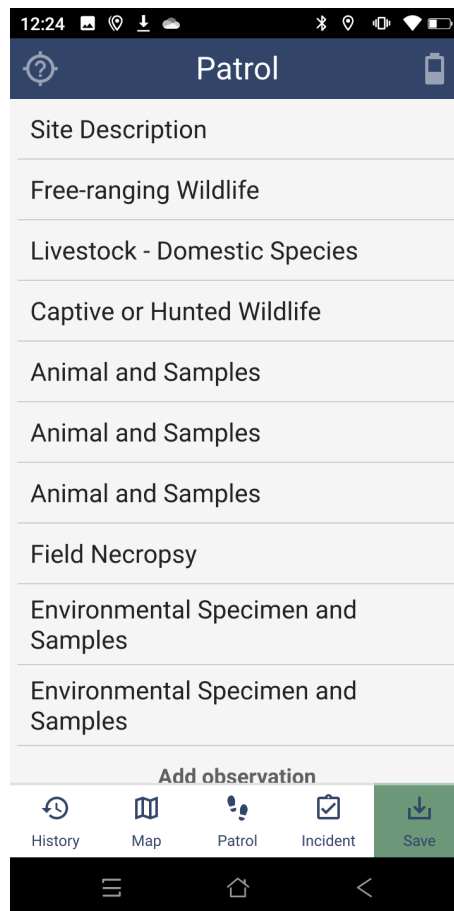 12:24
Patrol
Site Description
Free-ranging Wildlife
Livestock - Domestic Species
Captive or Hunted Wildlife
Animal and Samples
Animal and Samples
Animal and Samples
Field Necropsy
Environmental Specimen and
Samples
Environmental Specimen and
Samples
Add observation
History Map Patrol Incident Save